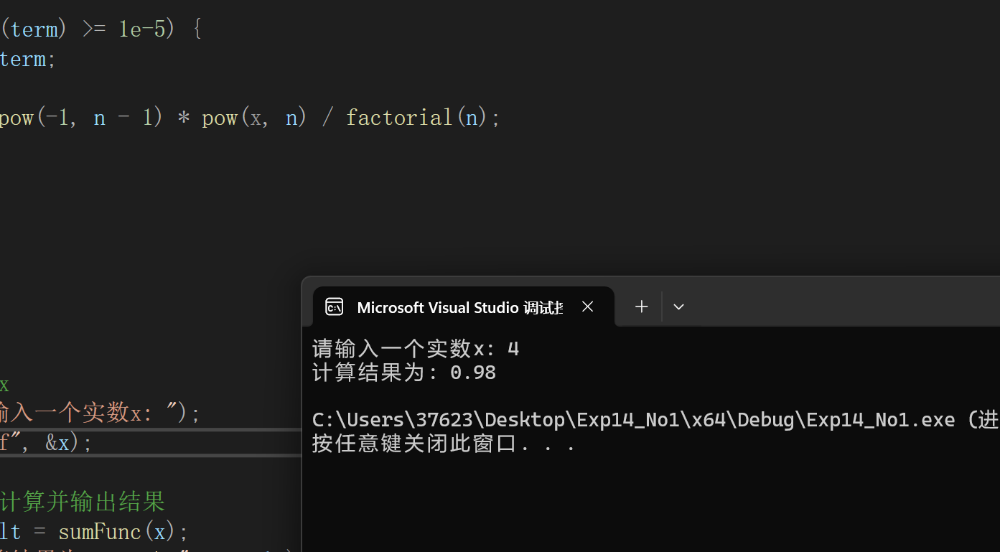 (term) >= 1e-5) {
term;
pow(-1, n - 1) * pow(x, n) / factorial(n);
Microsoft Visual Studio 调试
请输入一个实数x: 4
计算结果为: 0.98
x
输入一个实数x: ");
C:\Users\37623\Desktop\Exp14_No1\x64\Debug\Exp14_No1.exe (进
f", &x);
按任意键关闭此窗口. . .
计算并输出结果
lt = sumFunc(x);